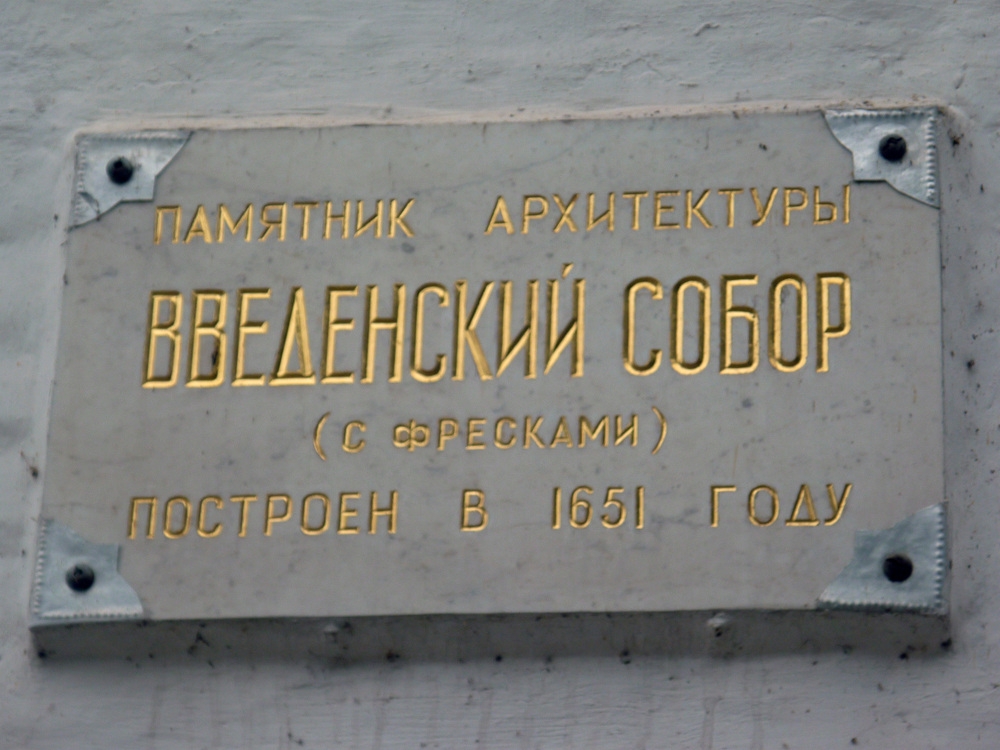 ПАМЯТНИК АРХИТЕКТУРЫ
ВВЕДЕНСКИЙ СОБОР
(С ФРЕСКАМИ)
ПОСТРОЕН В 1651 ГОДУ